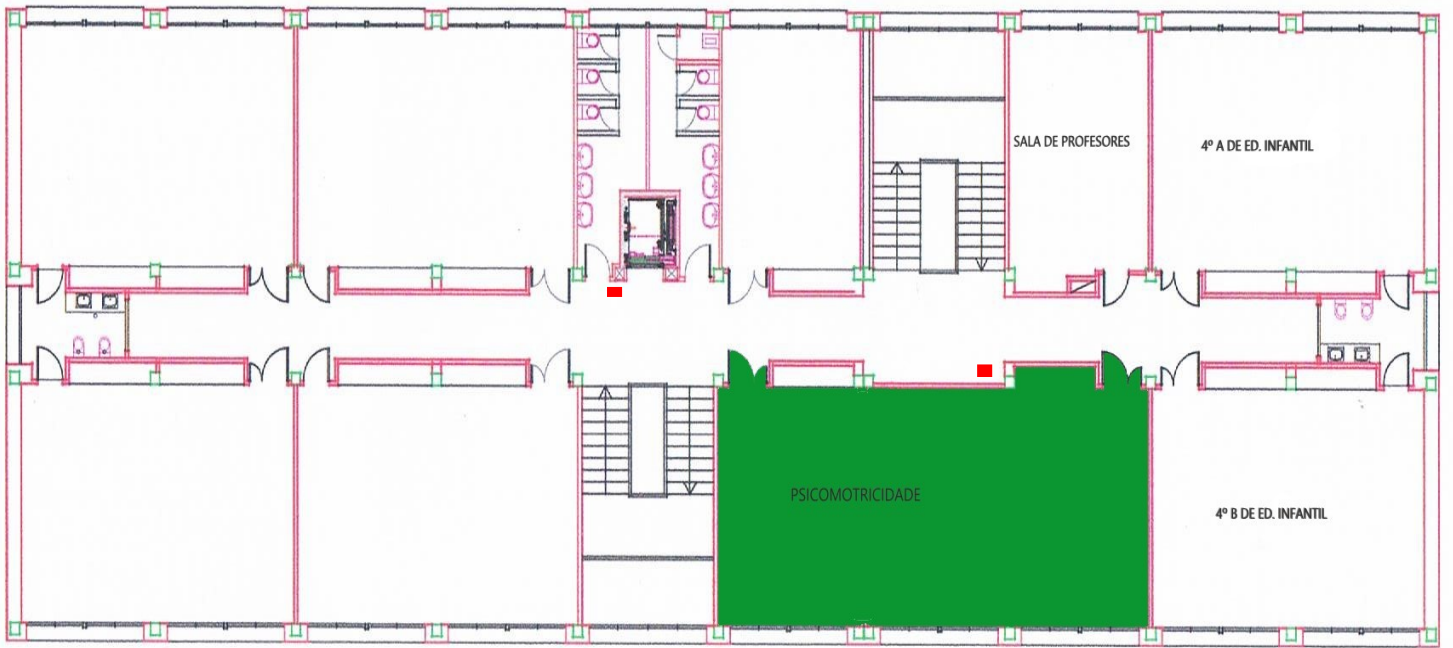 SALA DE PROFESORES
4º A DE ED. INFANTIL
PSICOMOTRICIDADE
4º B DE ED. INFANTIL